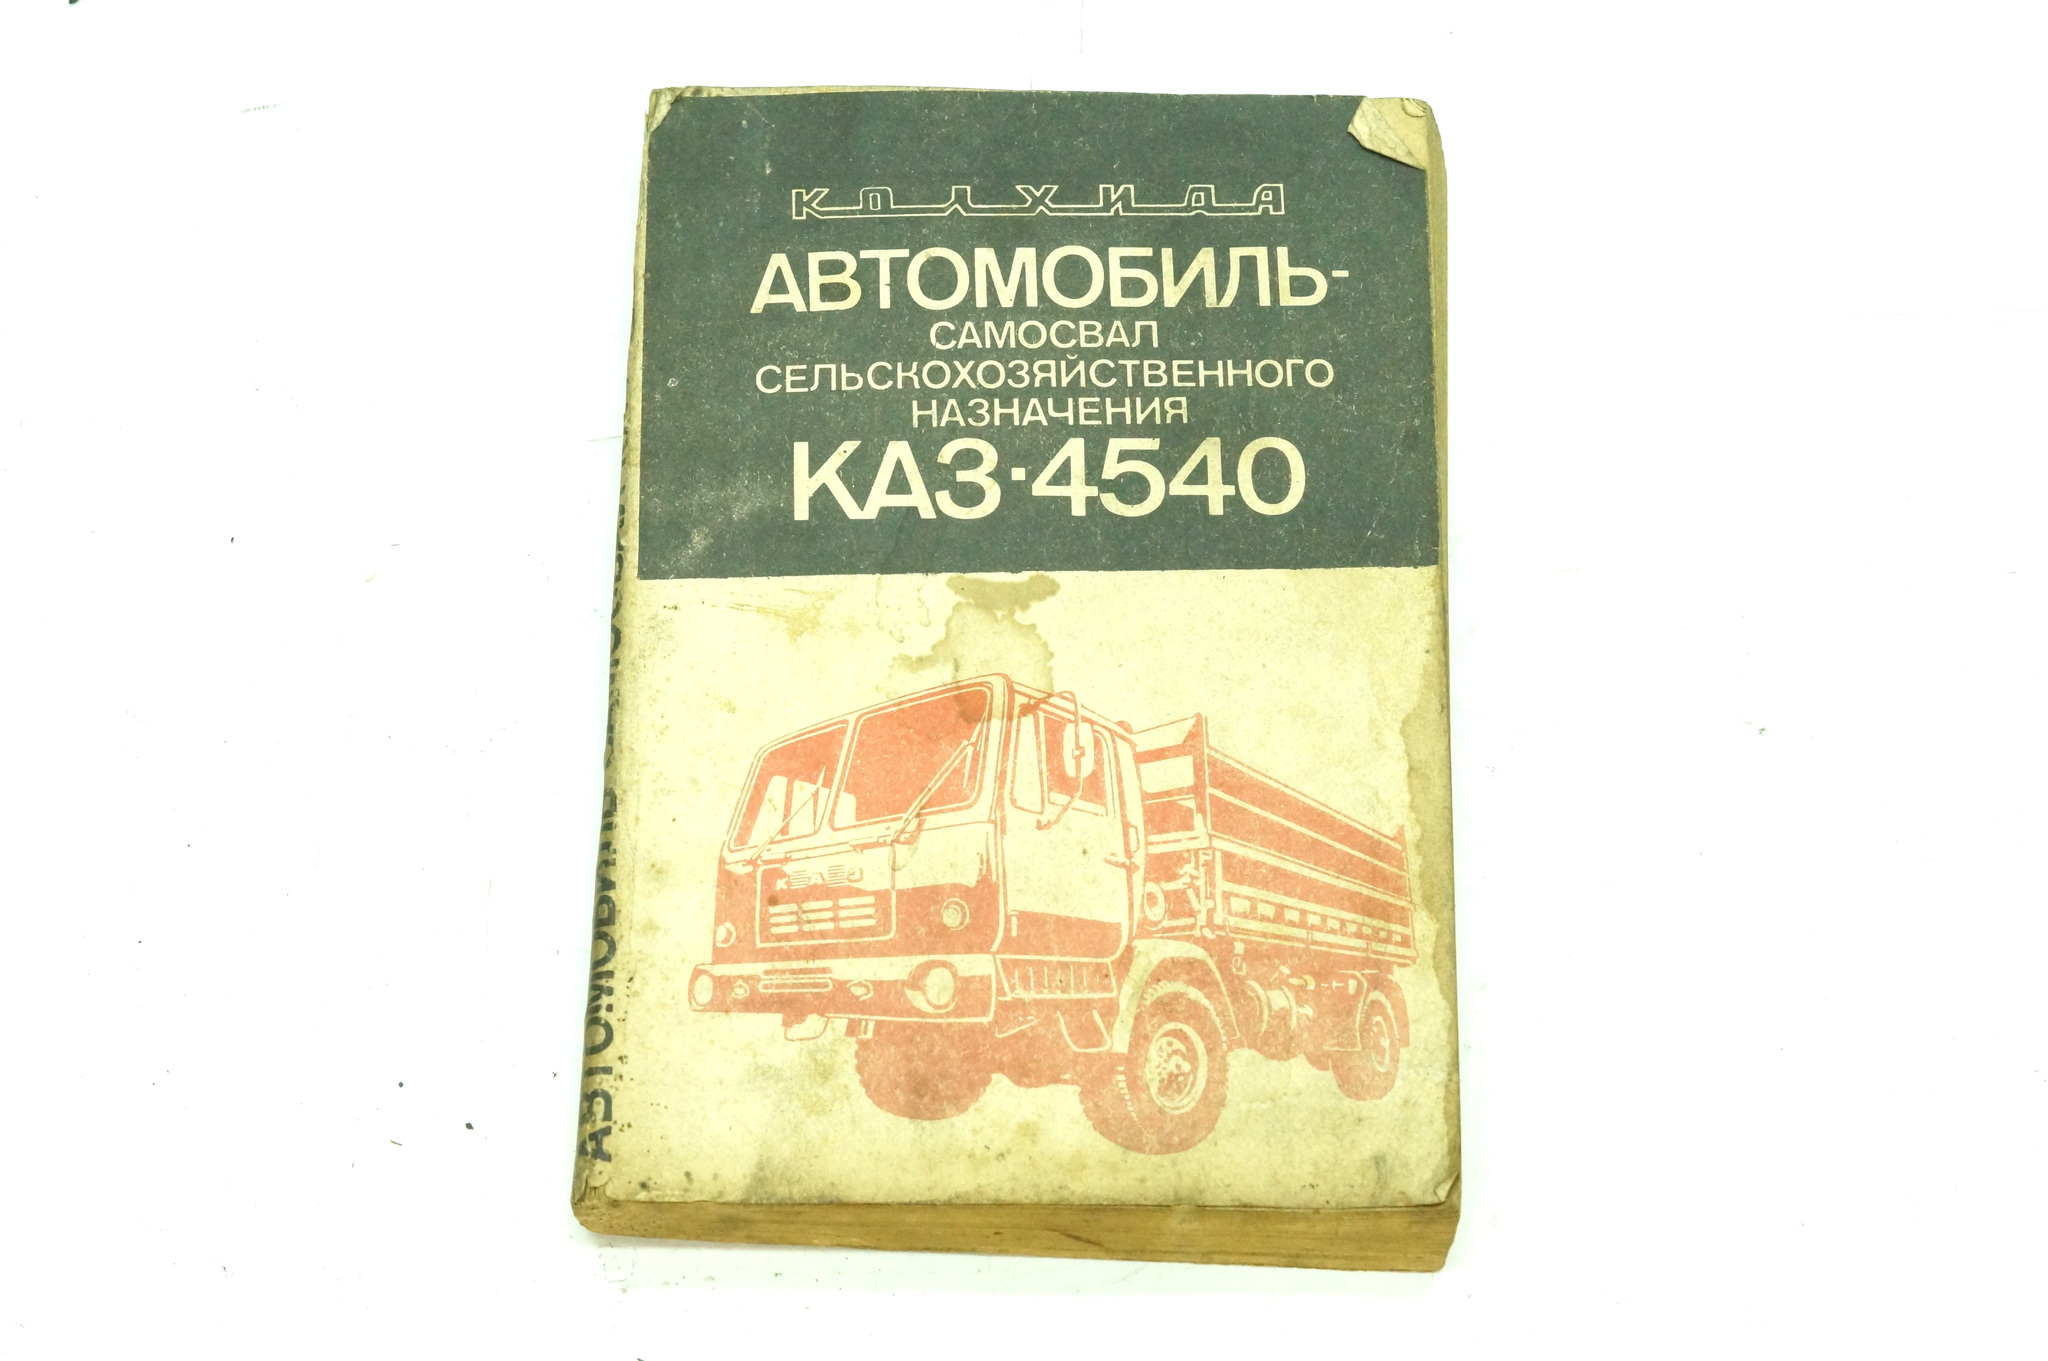 КОЛХИДА
АВТОМОБИЛЬ-
САМОСВАЛ
СЕЛЬСКОХОЗЯЙСТВЕННОГО
НАЗНАЧЕНИЯ
КАЗ·4540
АВТОМОБИЛЬ